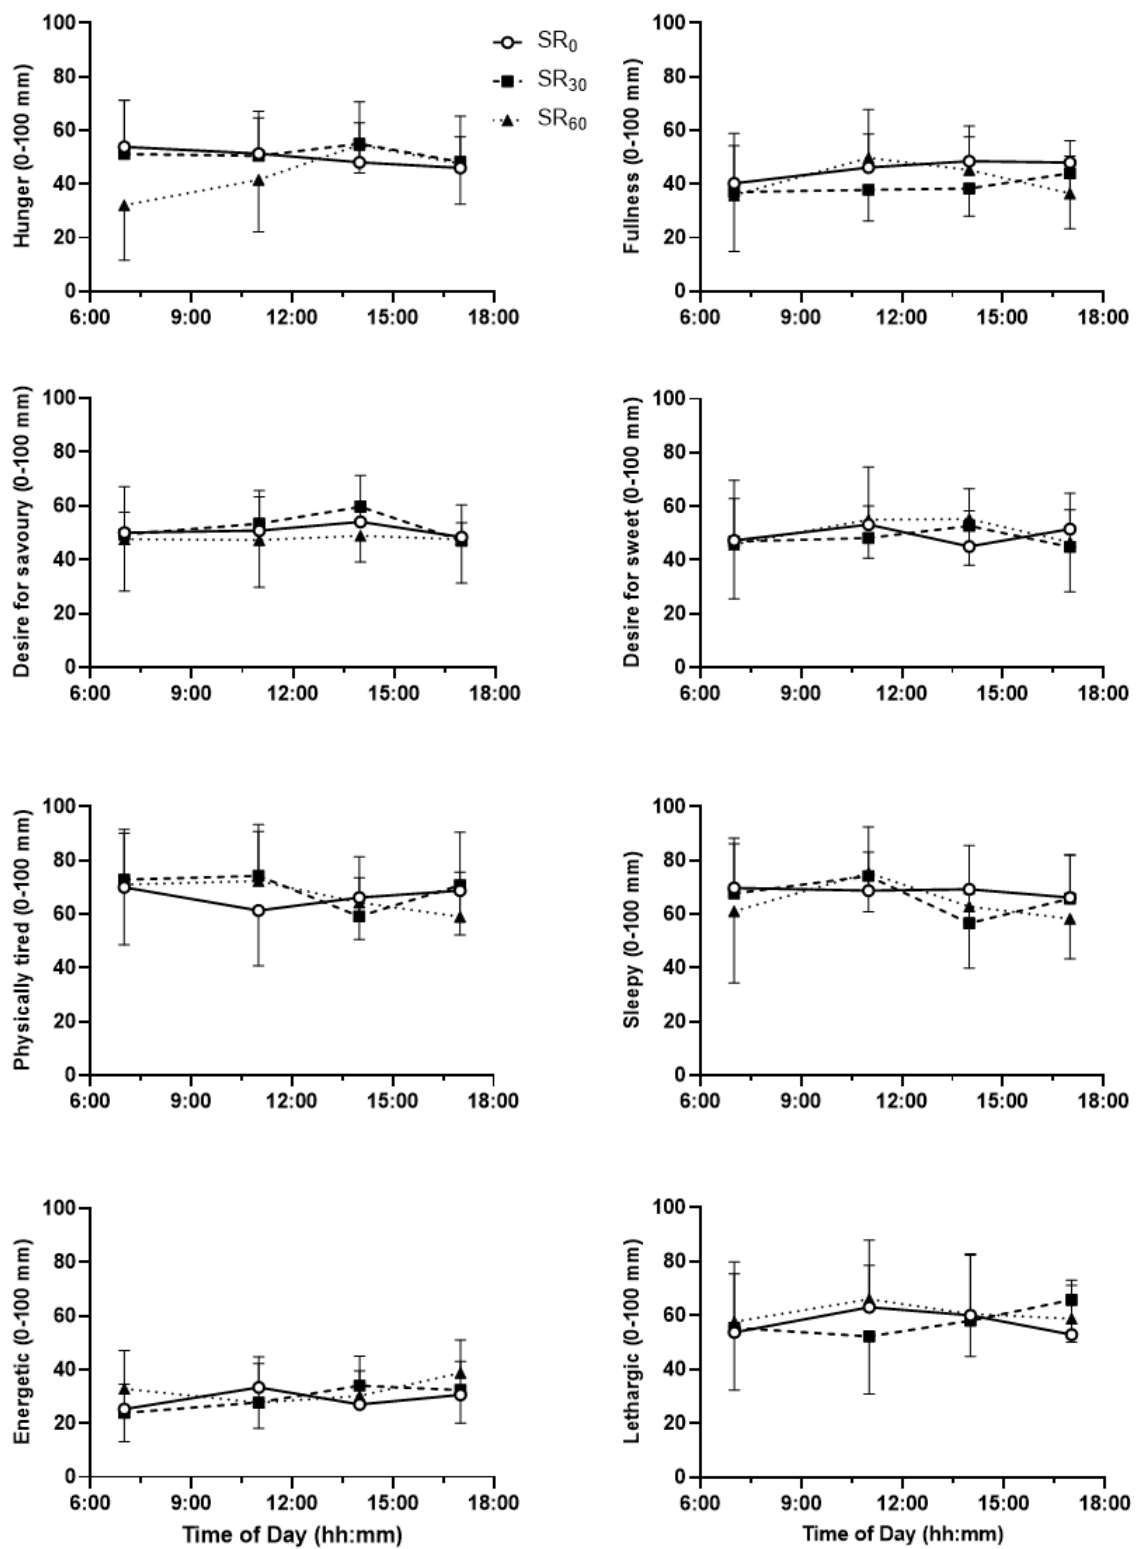 Hunger (0-100 mm)
100
80
60
40
20
0
6:00 9:00 12:00 15:00 18:00
SR0
SR30
SR60
Fullness (0-100 mm)
100
80
60
40
20
0
6:00 9:00 12:00 15:00 18:00
Desire for savoury (0-100 mm)
100
80
60
40
20
0
6:00 9:00 12:00 15:00 18:00
Desire for sweet (0-100 mm)
100
80
60
40
20
0
6:00 9:00 12:00 15:00 18:00
Physically tired (0-100 mm)
100
80
60
40
20
0
6:00 9:00 12:00 15:00 18:00
Sleepy (0-100 mm)
100
80
60
40
20
0
6:00 9:00 12:00 15:00 18:00
Energetic (0-100 mm)
100
80
60
40
20
0
6:00 9:00 12:00 15:00 18:00
Time of Day (hh:mm)
Lethargic (0-100 mm)
100
80
60
40
20
0
6:00 9:00 12:00 15:00 18:00
Time of Day (hh:mm)